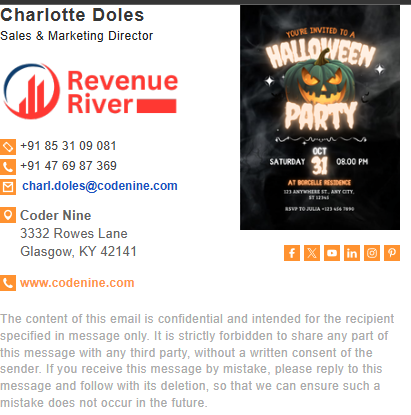 Charlotte Doles
Sales & Marketing Director
Revenue
River
+91 85 31 09 081
+91 47 69 87 369
charl.doles@codenine.com
Coder Nine
3332 Rowes Lane
Glasgow, KY 42141
www.codenine.com
YOU'RE INVITED TO A
HALLOWEEN
PARTY
OCT
SATURDAY 31 08.00 PM
AT BORCELLE RESIDENCE
123 ANYWHERE ST., ANY CITY,
ST 12345
RSVP TO JULIA +123 456 7890
The content of this email is confidential and intended for the recipient
specified in message only. It is strictly forbidden to share any part of
this message with any third party, without a written consent of the
sender. If you receive this message by mistake, please reply to this
message and follow with its deletion, so that we can ensure such a
mistake does not occur in the future.